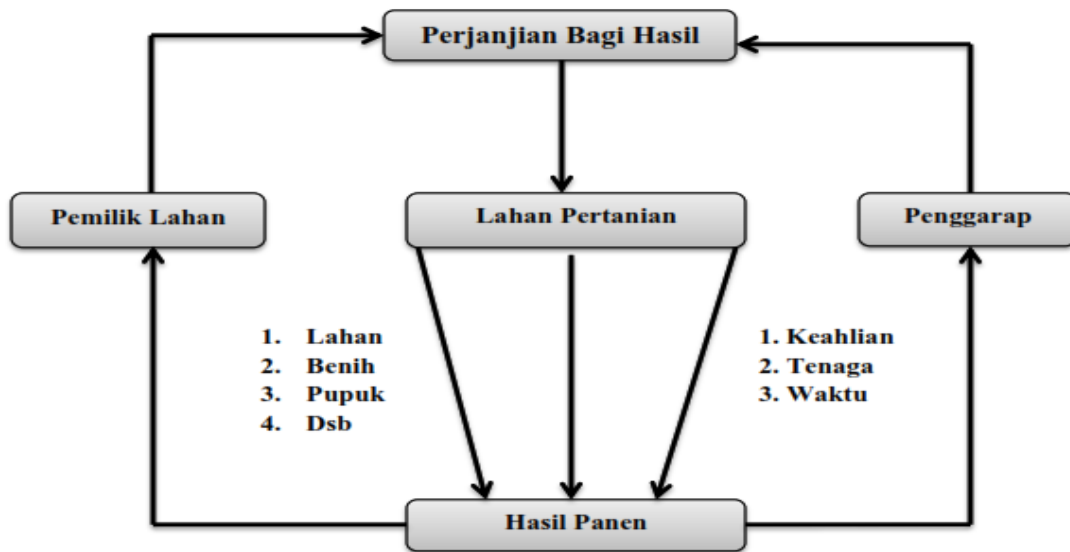 Perjanjian Bagi Hasil
Pemilik Lahan
Lahan Pertanian
Penggarap
1. Lahan
2. Benih
3. Pupuk
4. Dsb
1. Keahlian
2. Tenaga
3. Waktu
Hasil Panen